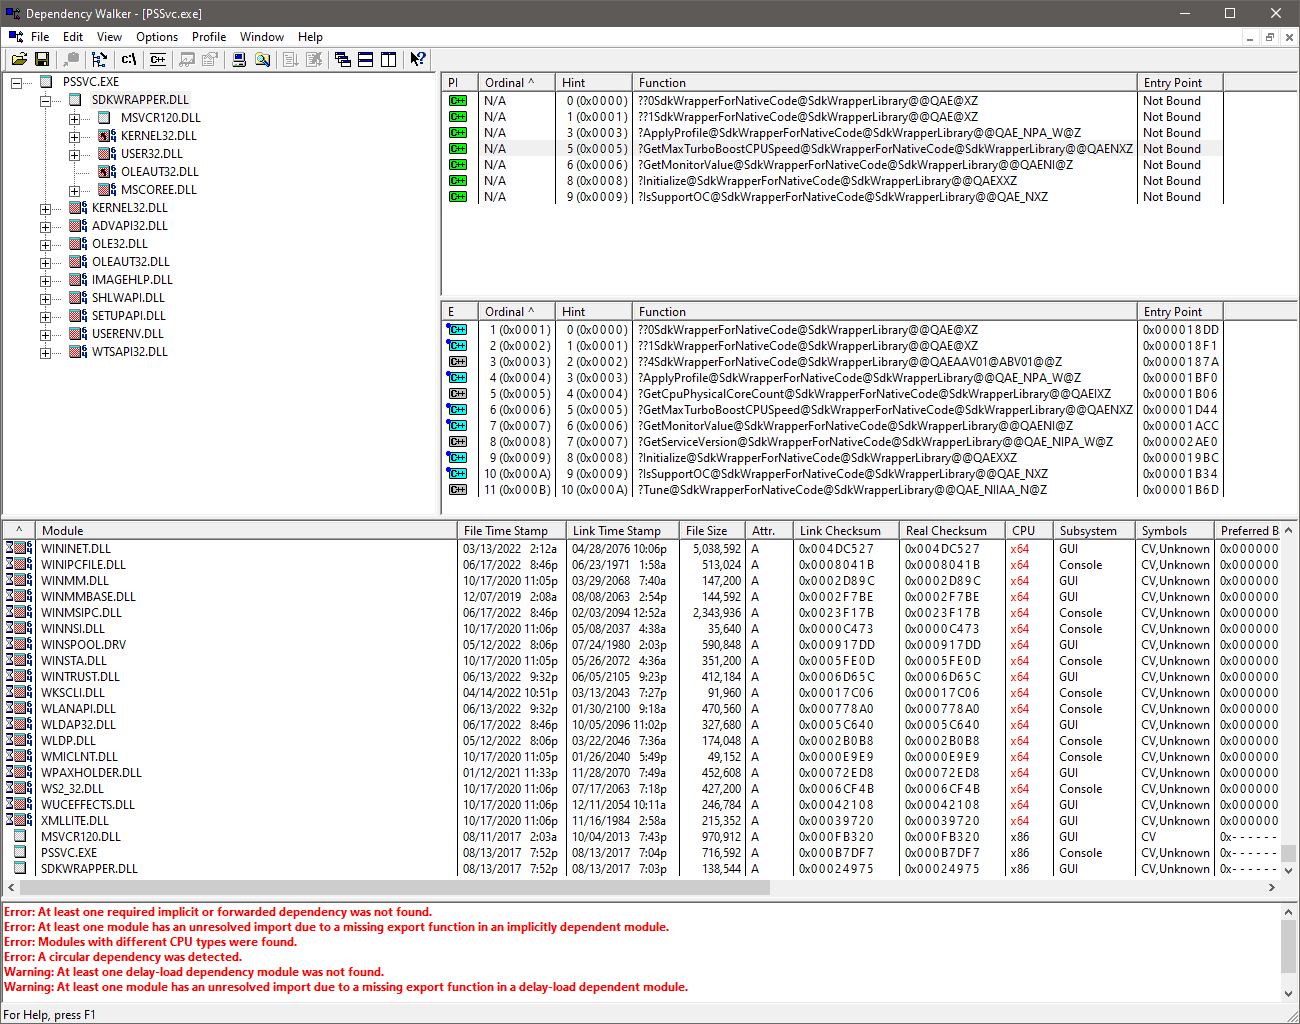 Dependency Walker - [PSSvc.exe]
File Edit View Options Profile Window Help
PSSVC.EXE
SDKWRAPPER.DLL
MSVCR120.DLL
KERNEL32.DLL
USER32.DLL
OLEAUT32.DLL
MSCOREE.DLL
KERNEL32.DLL
ADVAPI32.DLL
OLE32.DLL
OLEAUT32.DLL
IMAGEHLP.DLL
SHLWAPI.DLL
SETUPAPI.DLL
USERENV.DLL
WTSAPI32.DLL
PI Ordinal ^ Hint Function Entry Point
C++ N/A 0 (0x0000) ??0SdkWrapperForNativeCode@SdkWrapperLibrary@@QAE@XZ Not Bound
C++ N/A 1 (0x0001) ??1SdkWrapperForNativeCode@SdkWrapperLibrary@@QAE@XZ Not Bound
C++ N/A 3 (0x0003) ?ApplyProfile@SdkWrapperForNativeCode@SdkWrapperLibrary@@QAE_NPA_W@Z Not Bound
C++ N/A 5 (0x0005) ?GetMaxTurboBoostCPUSpeed@SdkWrapperForNativeCode@SdkWrapperLibrary@@QAENXZ Not Bound
C++ N/A 6 (0x0006) ?GetMonitorValue@SdkWrapperForNativeCode@SdkWrapperLibrary@@QAENI@Z Not Bound
C++ N/A 8 (0x0008) ?Initialize@SdkWrapperForNativeCode@SdkWrapperLibrary@@QAEXXZ Not Bound
C++ N/A 9 (0x0009) ?IsSupportOC@SdkWrapperForNativeCode@SdkWrapperLibrary@@QAE_NXZ Not Bound
E Ordinal ^ Hint Function Entry Point
C++ 1 (0x0001) 0 (0x0000) ??0SdkWrapperForNativeCode@SdkWrapperLibrary@@QAE@XZ 0x000018DD
C++ 2 (0x0002) 1 (0x0001) ??1SdkWrapperForNativeCode@SdkWrapperLibrary@@QAE@XZ 0x000018F1
C++ 3 (0x0003) 2 (0x0002) ??4SdkWrapperForNativeCode@SdkWrapperLibrary@@QAEAAV01@ABV01@@Z 0x0000187A
C++ 4 (0x0004) 3 (0x0003) ?ApplyProfile@SdkWrapperForNativeCode@SdkWrapperLibrary@@QAE_NPA_W@Z 0x00001BF0
C++ 5 (0x0005) 4 (0x0004) ?GetCpuPhysicalCoreCount@SdkWrapperForNativeCode@SdkWrapperLibrary@@QAEIXZ 0x00001B06
C++ 6 (0x0006) 5 (0x0005) ?GetMaxTurboBoostCPUSpeed@SdkWrapperForNativeCode@SdkWrapperLibrary@@QAENXZ 0x00001D44
C++ 7 (0x0007) 6 (0x0006) ?GetMonitorValue@SdkWrapperForNativeCode@SdkWrapperLibrary@@QAENI@Z 0x00001ACC
C++ 8 (0x0008) 7 (0x0007) ?GetServiceVersion@SdkWrapperForNativeCode@SdkWrapperLibrary@@QAE_NIPA_W@Z 0x00002AE0
C++ 9 (0x0009) 8 (0x0008) ?Initialize@SdkWrapperForNativeCode@SdkWrapperLibrary@@QAEXXZ 0x000019BC
C++ 10 (0x000A) 9 (0x0009) ?IsSupportOC@SdkWrapperForNativeCode@SdkWrapperLibrary@@QAE_NXZ 0x00001B34
C++ 11 (0x000B) 10 (0x000A) ?Tune@SdkWrapperForNativeCode@SdkWrapperLibrary@@QAE_NIIAA_N@Z 0x00001B6D
^ Module File Time Stamp Link Time Stamp File Size Attr. Link Checksum Real Checksum CPU Subsystem Symbols Preferred B
WININET.DLL 03/13/2022 2:12a 04/28/2076 10:06p 5,038,592 A 0x004DC527 0x004DC527 x64 GUI CV,Unknown 0x000000
WINIPCFILE.DLL 06/17/2022 8:46p 06/23/1971 1:58a 513,024 A 0x0008041B 0x0008041B x64 Console CV,Unknown 0x000000
WINMM.DLL 10/17/2020 11:05p 03/29/2068 7:40a 147,200 A 0x0002D89C 0x0002D89C x64 GUI CV,Unknown 0x000000
WINMMBASE.DLL 12/07/2019 2:08a 08/08/2063 2:54p 144,592 A 0x0002F7BE 0x0002F7BE x64 GUI CV,Unknown 0x000000
WINMSIPC.DLL 06/17/2022 8:46p 02/03/2094 12:52a 2,343,936 A 0x0023F17B 0x0023F17B x64 Console CV,Unknown 0x000000
WINNSI.DLL 10/17/2020 11:06p 05/08/2037 4:38a 35,640 A 0x0000C473 0x0000C473 x64 Console CV,Unknown 0x000000
WINSPOOL.DRV 05/12/2022 8:06p 07/24/1980 2:03p 590,848 A 0x000917DD 0x000917DD x64 GUI CV,Unknown 0x000000
WINSTA.DLL 10/17/2020 11:05p 05/26/2072 4:36a 351,200 A 0x0005FE0D 0x0005FE0D x64 Console CV,Unknown 0x000000
WINTRUST.DLL 06/13/2022 9:32p 06/05/2105 9:23p 412,184 A 0x0006D65C 0x0006D65C x64 GUI CV,Unknown 0x000000
WKSCLI.DLL 04/14/2022 10:51p 03/13/2043 7:27p 91,960 A 0x00017C06 0x00017C06 x64 Console CV,Unknown 0x000000
WLANAPI.DLL 06/13/2022 9:32p 01/30/2100 9:18a 470,560 A 0x000778A0 0x000778A0 x64 Console CV,Unknown 0x000000
WLDAP32.DLL 06/17/2022 8:46p 10/05/2096 11:02p 327,680 A 0x0005C640 0x0005C640 x64 GUI CV,Unknown 0x000000
WLDP.DLL 05/12/2022 8:06p 03/22/2046 7:36a 174,048 A 0x0002B0B8 0x0002B0B8 x64 Console CV,Unknown 0x000000
WMICLNT.DLL 10/17/2020 11:05p 01/26/2040 5:49p 49,152 A 0x0000E9E9 0x0000E9E9 x64 Console CV,Unknown 0x000000
WPAXHOLDER.DLL 01/12/2021 11:33p 11/28/2070 7:49a 452,608 A 0x00072ED8 0x00072ED8 x64 GUI CV,Unknown 0x000000
WS2_32.DLL 10/17/2020 11:06p 07/17/2063 7:18p 427,200 A 0x0006CF4B 0x0006CF4B x64 Console CV,Unknown 0x000000
WUCEFFECTS.DLL 10/17/2020 11:06p 12/11/2054 10:11a 246,784 A 0x00042108 0x00042108 x64 GUI CV,Unknown 0x000000
XMLLITE.DLL 10/17/2020 11:06p 11/16/1984 2:58a 215,352 A 0x00039720 0x00039720 x64 GUI CV,Unknown 0x000000
MSVCR120.DLL 08/11/2017 2:03a 10/04/2013 7:43p 970,912 A 0x000FB320 0x000FB320 x86 GUI CV 0x------
PSSVC.EXE 08/13/2017 7:52p 08/13/2017 7:04p 716,592 A 0x000B7DF7 0x000B7DF7 x86 Console CV,Unknown 0x------
SDKWRAPPER.DLL 08/13/2017 7:52p 08/13/2017 7:03p 138,544 A 0x00024975 0x00024975 x86 GUI CV,Unknown 0x------
Error: At least one required implicit or forwarded dependency was not found.
Error: At least one module has an unresolved import due to a missing export function in an implicitly dependent module.
Error: Modules with different CPU types were found.
Error: A circular dependency was detected.
Warning: At least one delay-load dependency module was not found.
Warning: At least one module has an unresolved import due to a missing export function in a delay-load dependent module.
For Help, press F1